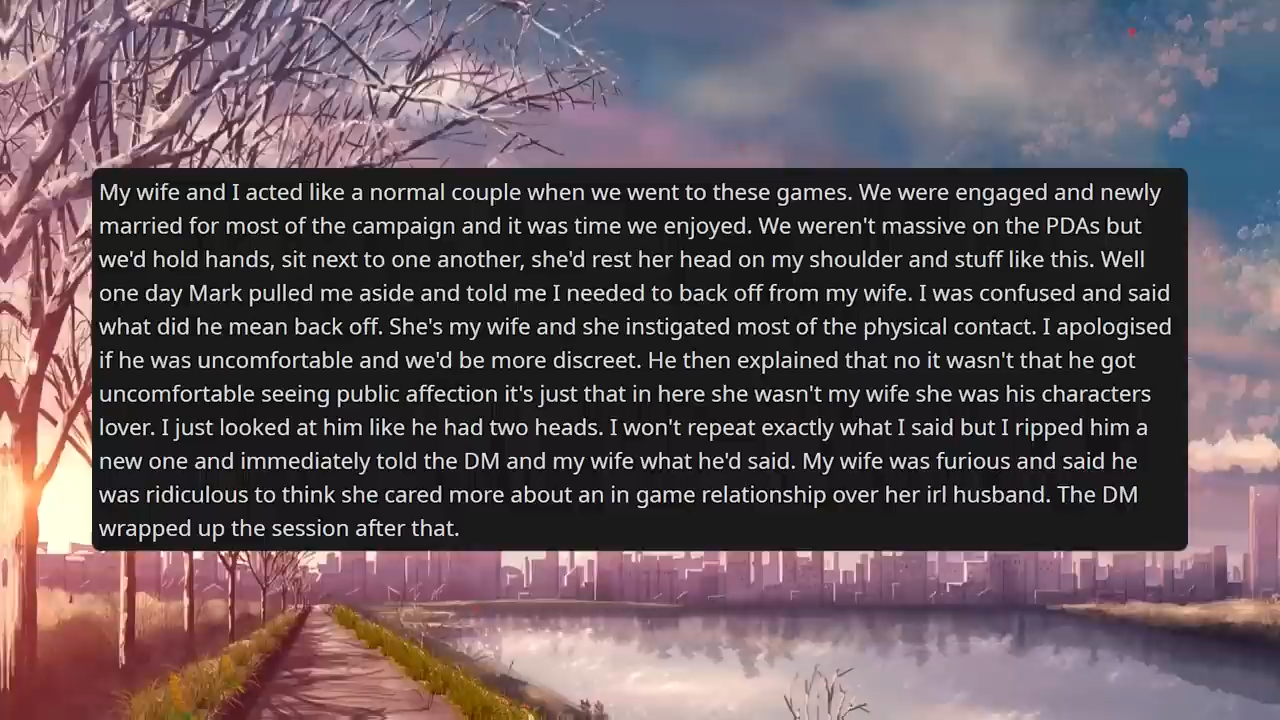 My wife and I acted like a normal couple when we went to these games. We were engaged and newly
married for most of the campaign and it was time we enjoyed. We weren't massive on the PDAs but
we'd hold hands, sit next to one another, she'd rest her head on my shoulder and stuff like this. Well
one day Mark pulled me aside and told me I needed to back off from my wife. I was confused and said
what did he mean back off. She's my wife and she instigated most of the physical contact. I apologised
if he was uncomfortable and we'd be more discreet. He then explained that no it wasn't that he got
uncomfortable seeing public affection it's just that in here she wasn't my wife she was his characters
lover. I just looked at him like he had two heads. I won't repeat exactly what I said but I ripped him a
new one and immediately told the DM and my wife what he'd said. My wife was furious and said he
was ridiculous to think she cared more about an in game relationship over her irl husband. The DM
wrapped up the session after that.